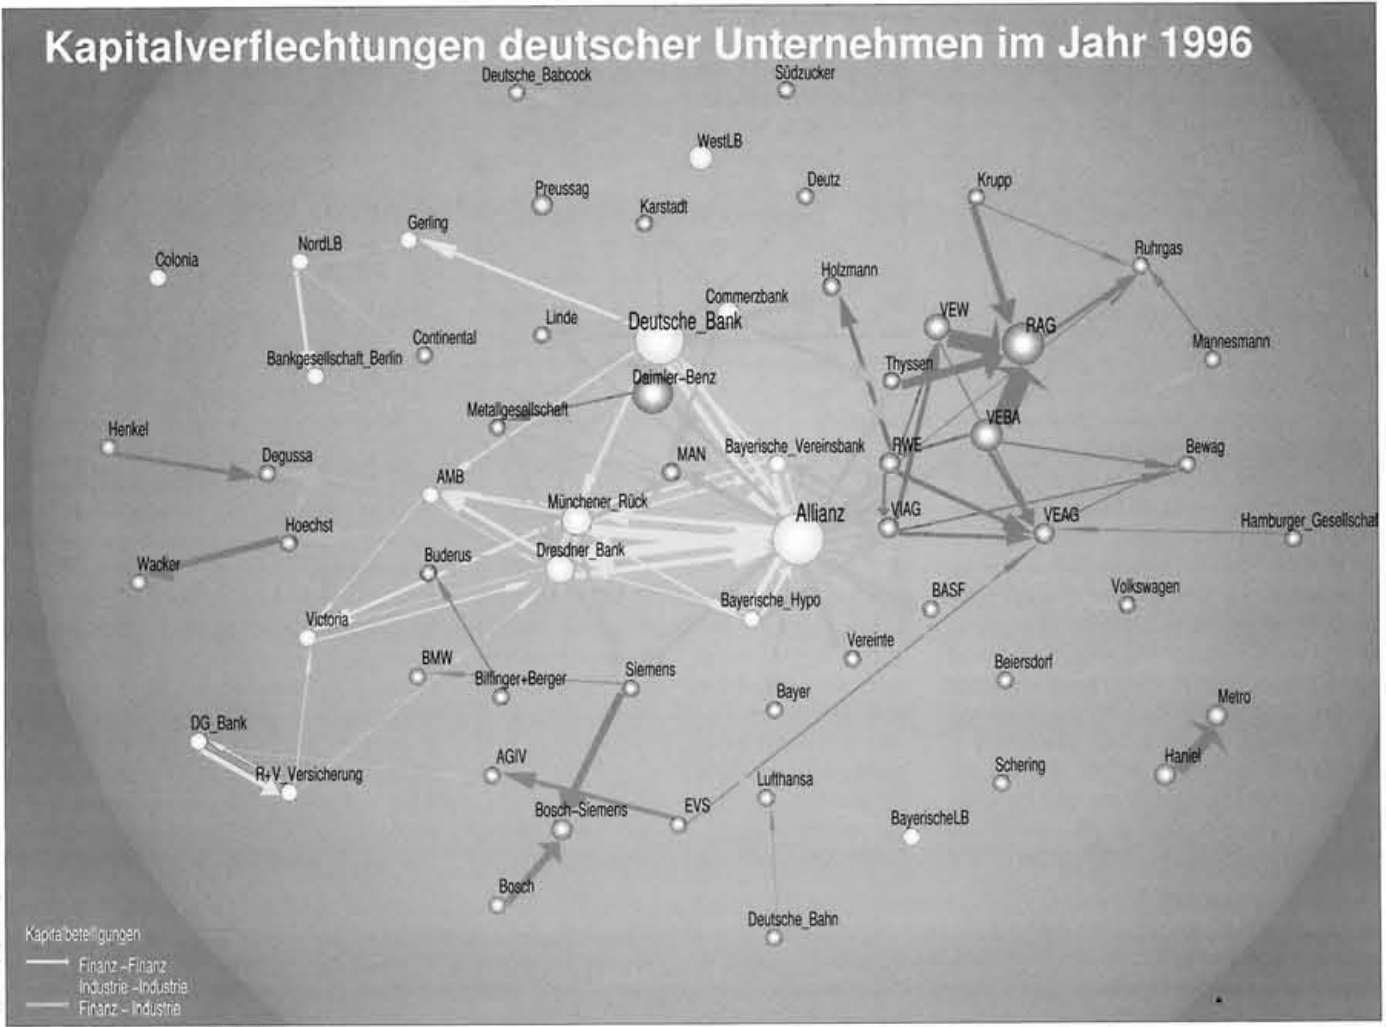 Kapitalverflechtungen deutscher Unternehmen im Jahr 1996
Deutsche_Babcock
Südzucker
WestLB
Preussag
Karstadt
Deutz
Krupp
Gerling
NordLB
Colonia
Ruhrgas
Holzmann
Commerzbank
Deutsche_Bank
Linde
VEW
RAG
Continental
Bankgesellschaft_Berlin
Mannesmann
Thyssen
Daimler-Benz
Metallgesellschaft
VEBA
Henkel
Degussa
MAN
Bayerische_Vereinsbank
RWE
Bewag
AMB
Münchener_Rück
Allianz
VIAG
VEAG
Hamburger_Gesellschaf
Hoechst
Wacker
Buderus
Dresdner_Bank
BASF
Volkswagen
Bayerische_Hypo
Victoria
Vereinte
BMW
Bilfinger+Berger
Siemens
Beiersdorf
Bayer
Metro
DG_Bank
R+V_Versicherung
AGIV
Lufthansa
Schering
Haniel
Bosch-Siemens
EVS
BayerischeLB
Bosch
Deutsche_Bahn
Kapitalbeteiligungen
Finanz -Finanz
Industrie -Industrie
Finanz - Industrie